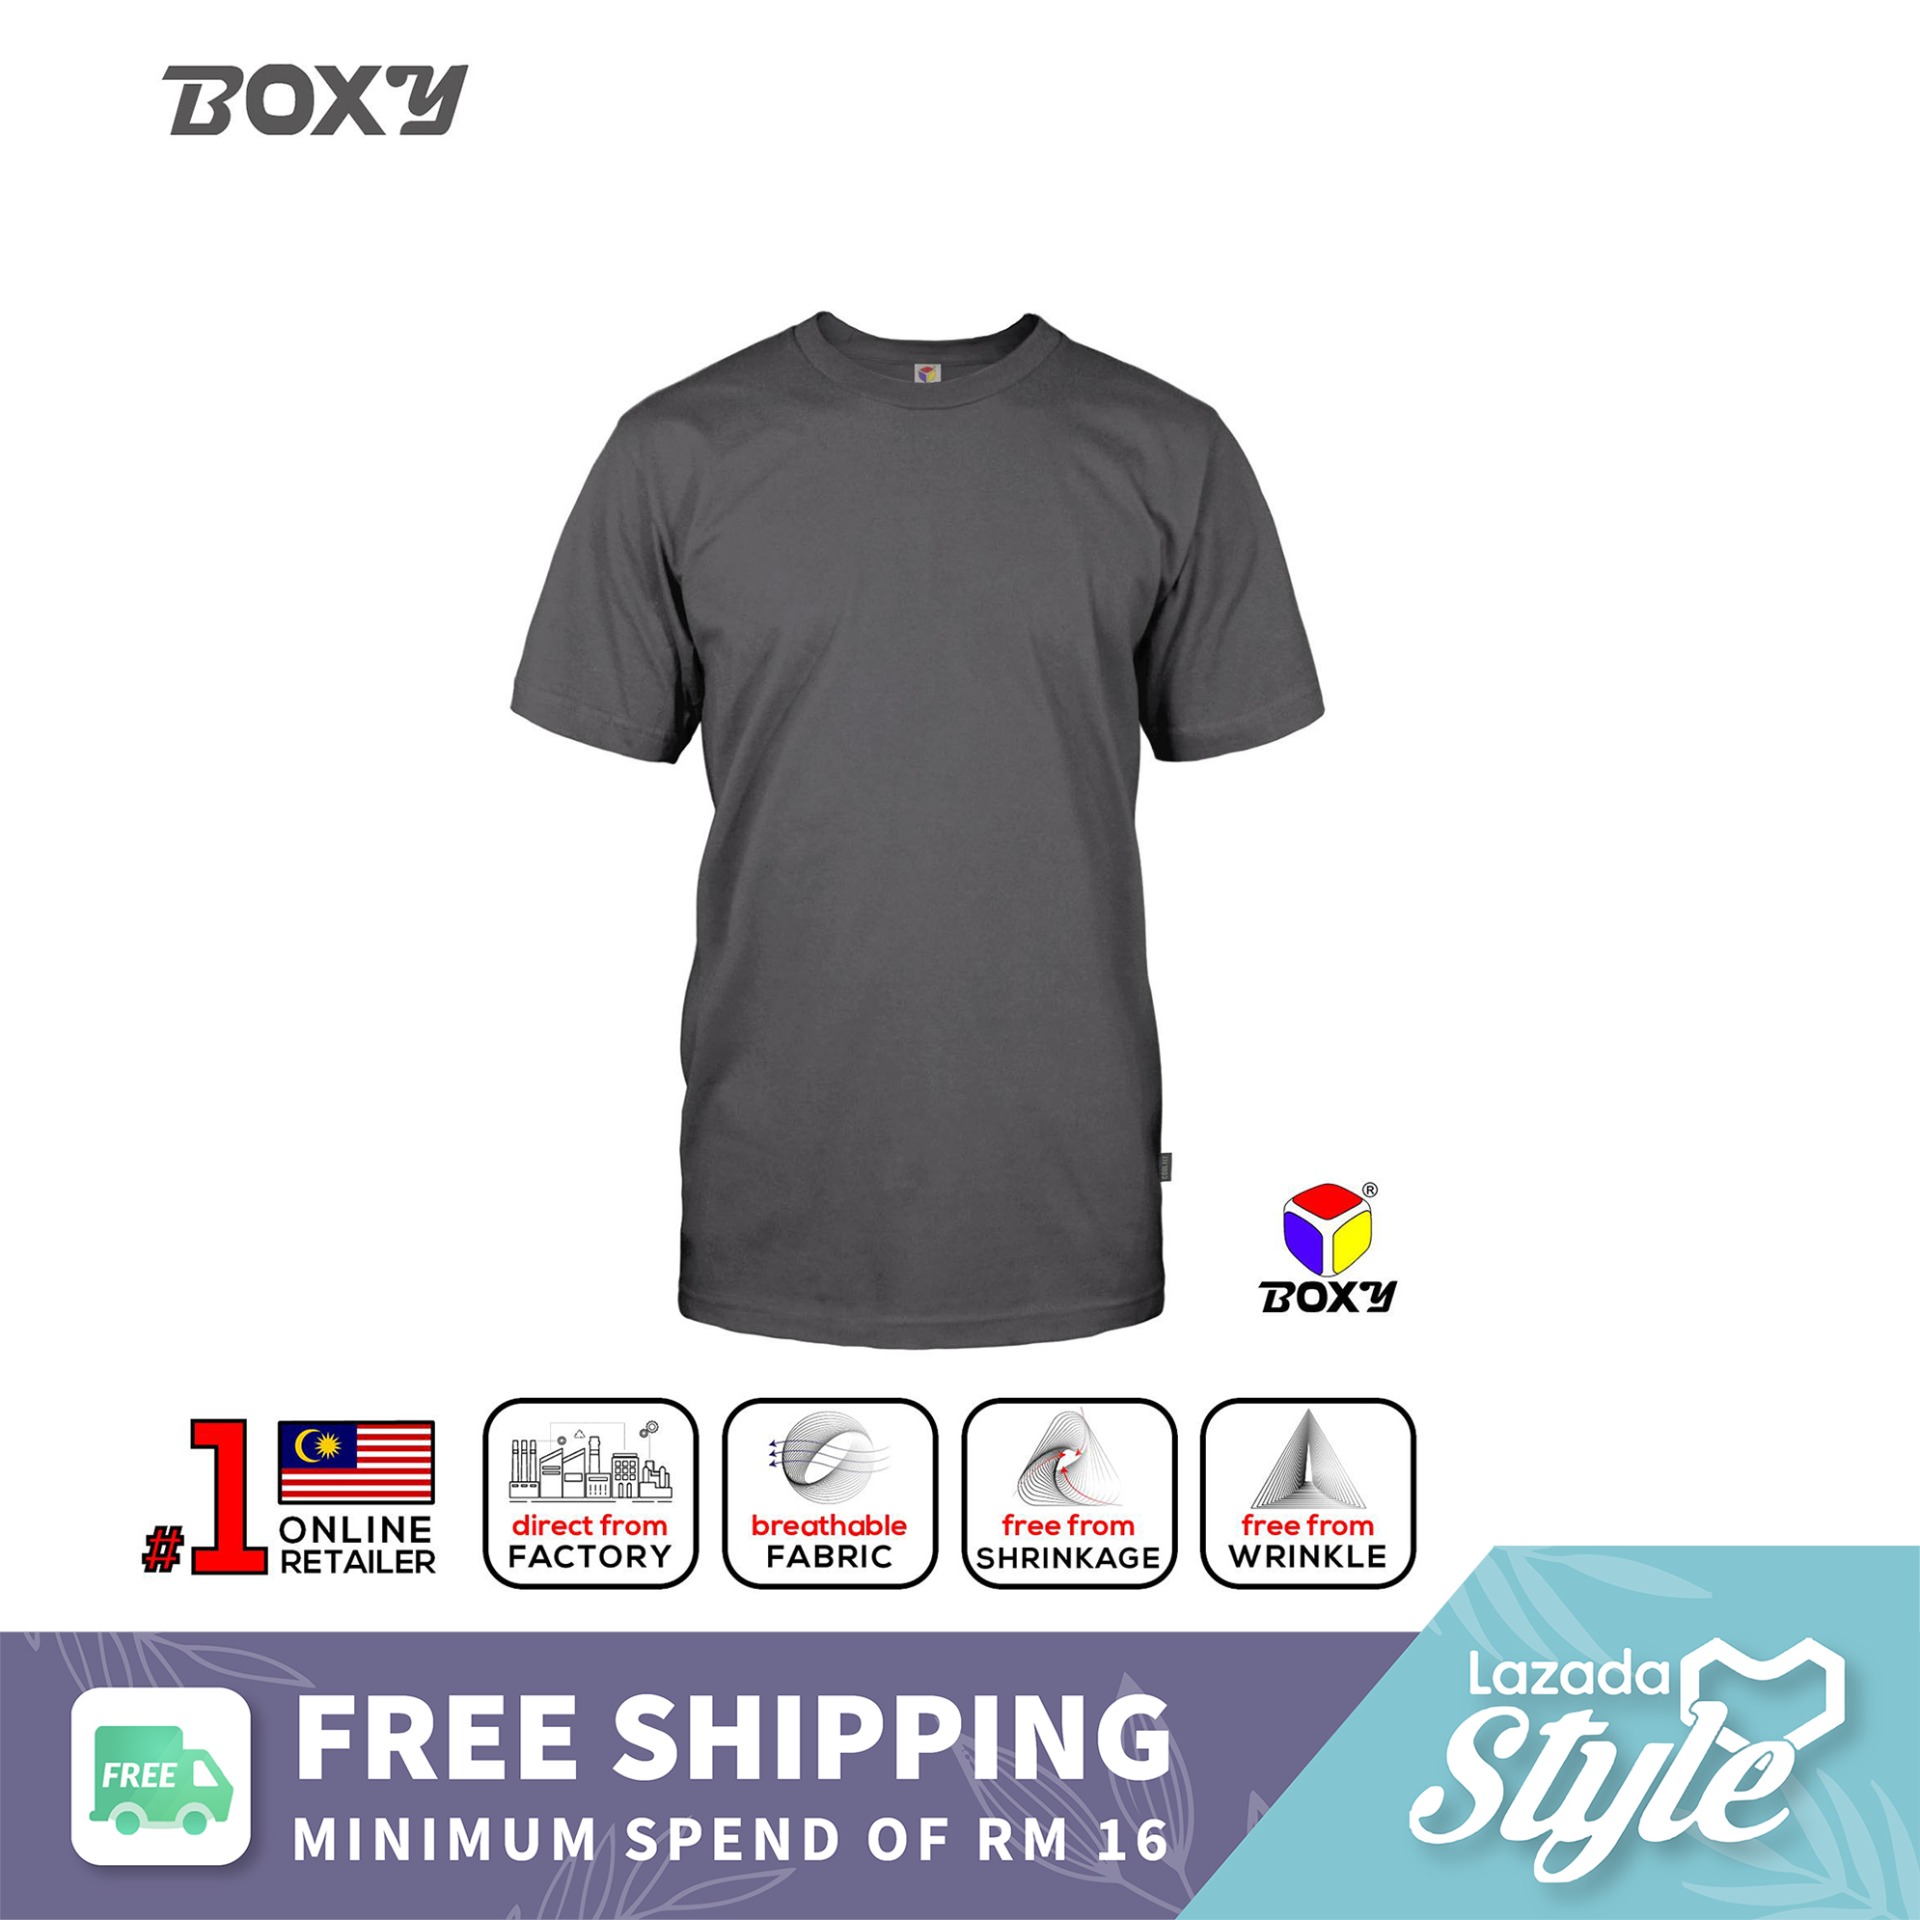 BOXY
®
BOXY
#1
ONLINE
RETAILER
direct from
FACTORY
breathable
FABRIC
free from
SHRINKAGE
free from
WRINKLE
FREE
FREE SHIPPING
MINIMUM SPEND OF RM 16
Lazada
Style